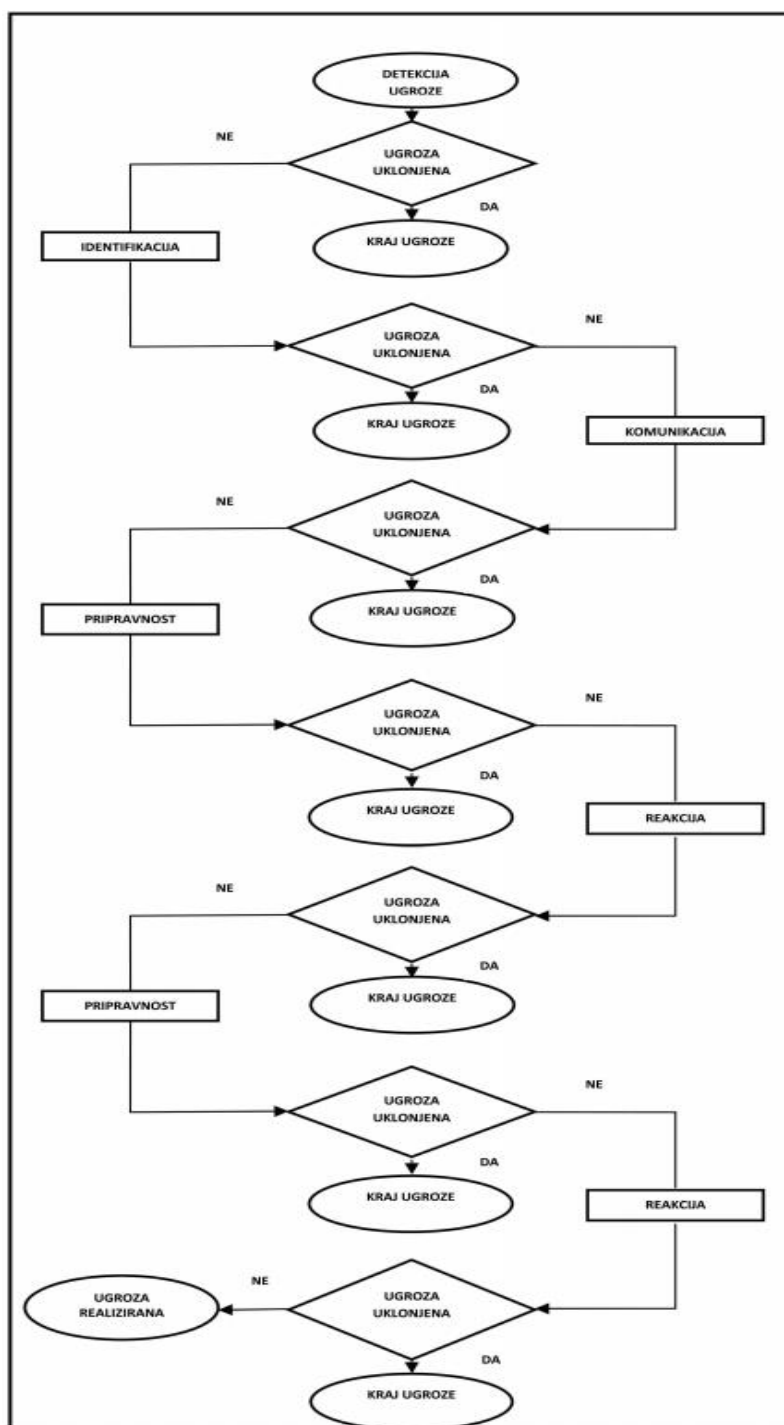 DETEKCIJA
UGROZE
NE
UGROZA
UKLONJENA
DA
KRAJ UGROZE
IDENTIFIKACIJA
UGROZA
UKLONJENA
NE
DA
KRAJ UGROZE
KOMUNIKACIJA
NE
UGROZA
UKLONJENA
DA
KRAJ UGROZE
PRIPRAVNOST
UGROZA
UKLONJENA
NE
DA
KRAJ UGROZE
REAKCIJA
NE
UGROZA
UKLONJENA
DA
KRAJ UGROZE
PRIPRAVNOST
UGROZA
UKLONJENA
NE
DA
KRAJ UGROZE
REAKCIJA
UGROZA
REALIZIRANA
NE
UGROZA
UKLONJENA
DA
KRAJ UGROZE